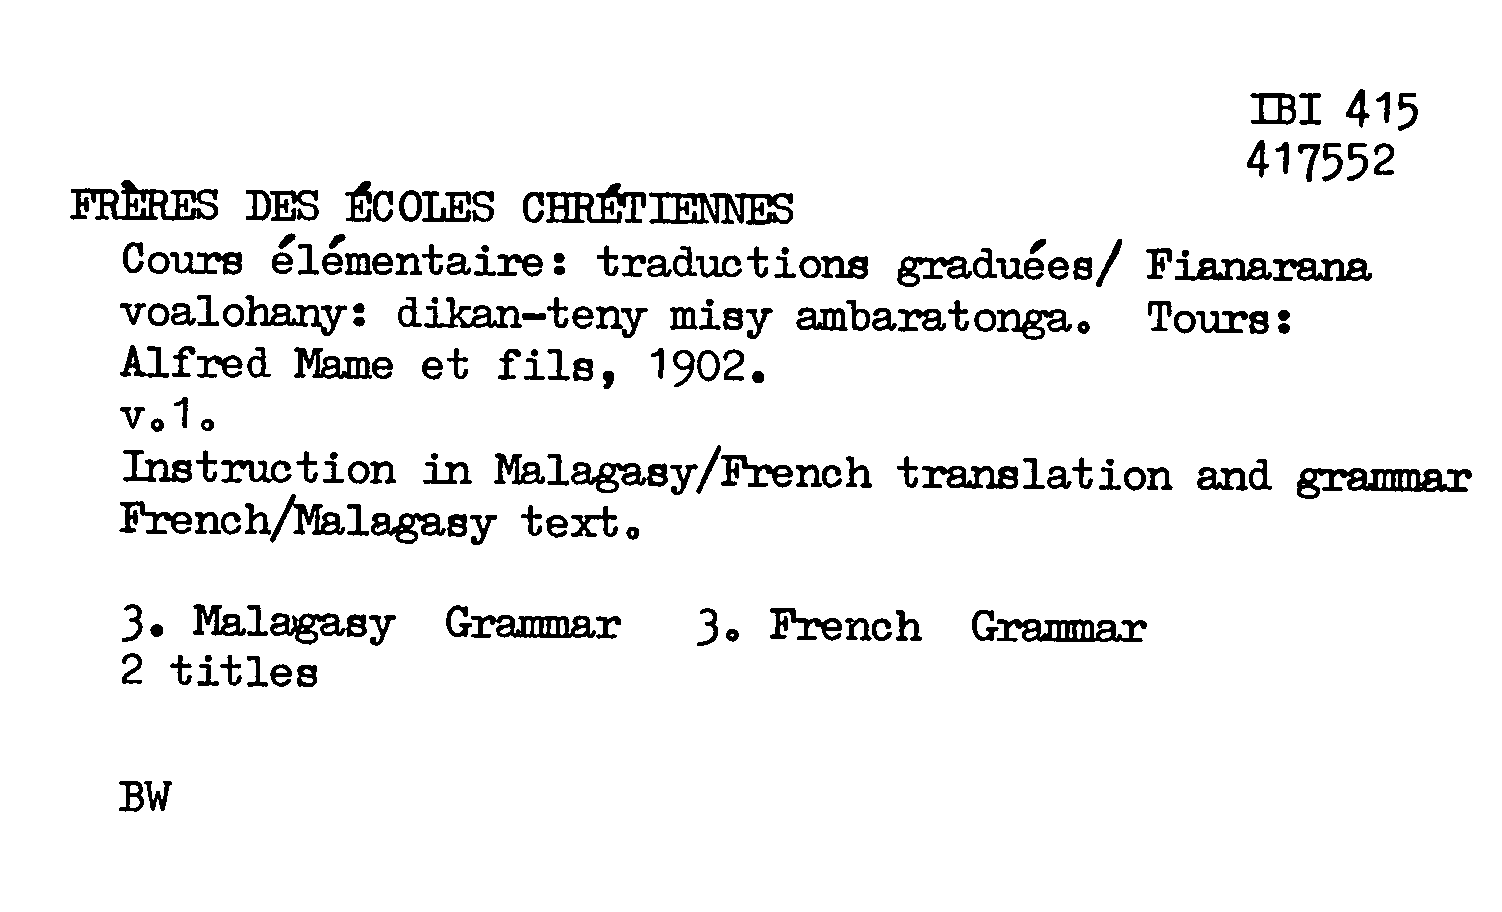 IBI 415
417552
FRÈRES DES ÉCOLES CHRÉTIENNES
Cours élémentaire: traductions graduées/ Fianarana
voalohany: dikan-teny misy ambaratonga. Tours:
Alfred Mame et fils, 1902.
v.1.
Instruction in Malagasy/French translation and grammar
French/Malagasy text.
3. Malagasy Grammar 3. French Grammar
2 titles
BW